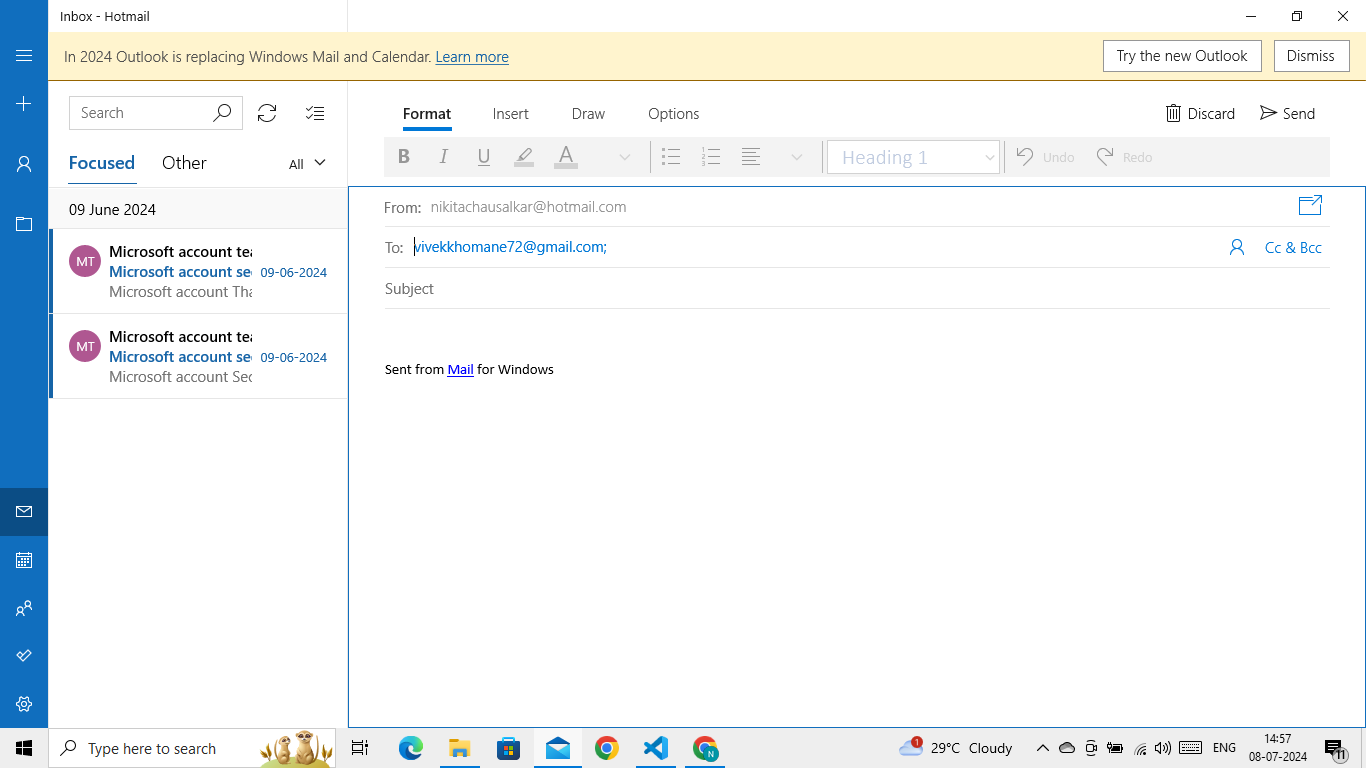 Inbox - Hotmail
In 2024 Outlook is replacing Windows Mail and Calendar. Learn more
Try the new Outlook
Dismiss
Search
Focused Other All
09 June 2024
MT
Microsoft account tea
Microsoft account se 09-06-2024
Microsoft account Tha
MT
Microsoft account tea
Microsoft account se 09-06-2024
Microsoft account Sec
Format Insert Draw Options
Discard Send
B I U A Heading 1 Undo Redo
From: nikitachausalkar@hotmail.com
To: vivekkhomane72@gmail.com; Cc & Bcc
Subject
Sent from Mail for Windows
Type here to search
N
1
29°C Cloudy
ENG
14:57
08-07-2024
11